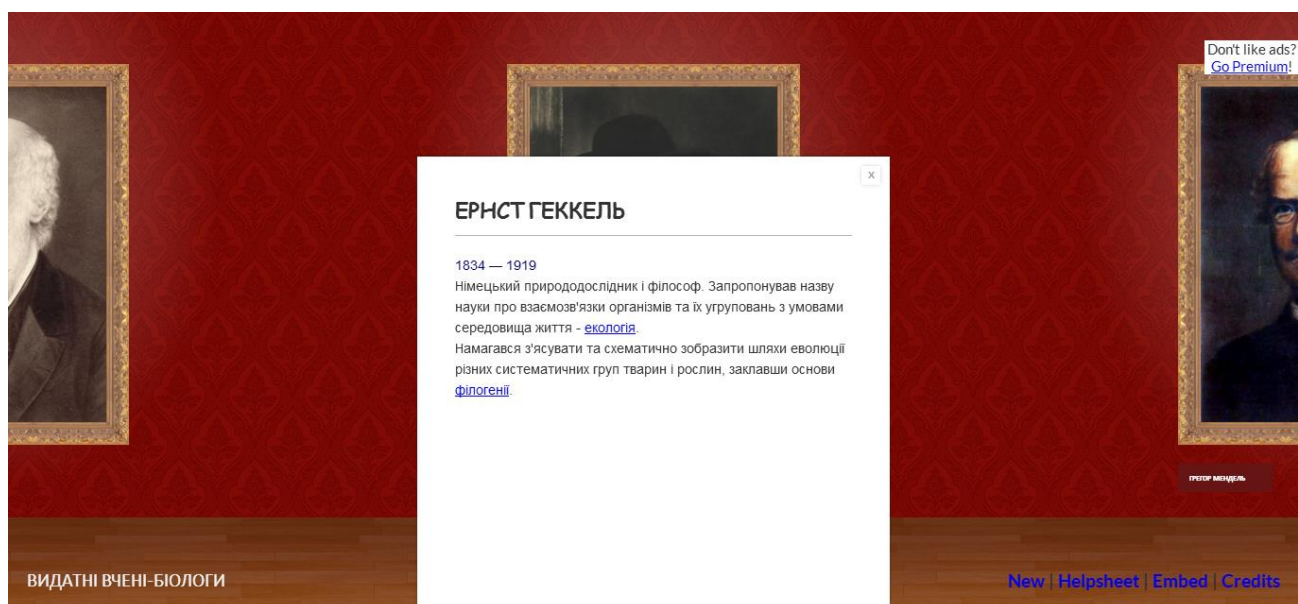 Don't like ads?
Go Premium!
x
ЕРНСТ ГЕККЕЛЬ
1834 — 1919
Німецький природодослідник і філософ. Запропонував назву
науки про взаємозв'язки організмів та їх угруповань з умовами
середовища життя - екологія.
Намагався з'ясувати та схематично зобразити шляхи еволюції
різних систематичних груп тварин і рослин, заклавши основи
філогенії.
ГРЕГОР МЕНДЕЛЬ
ВИДАТНІ ВЧЕНІ-БІОЛОГИ
New | Helpsheet | Embed | Credits